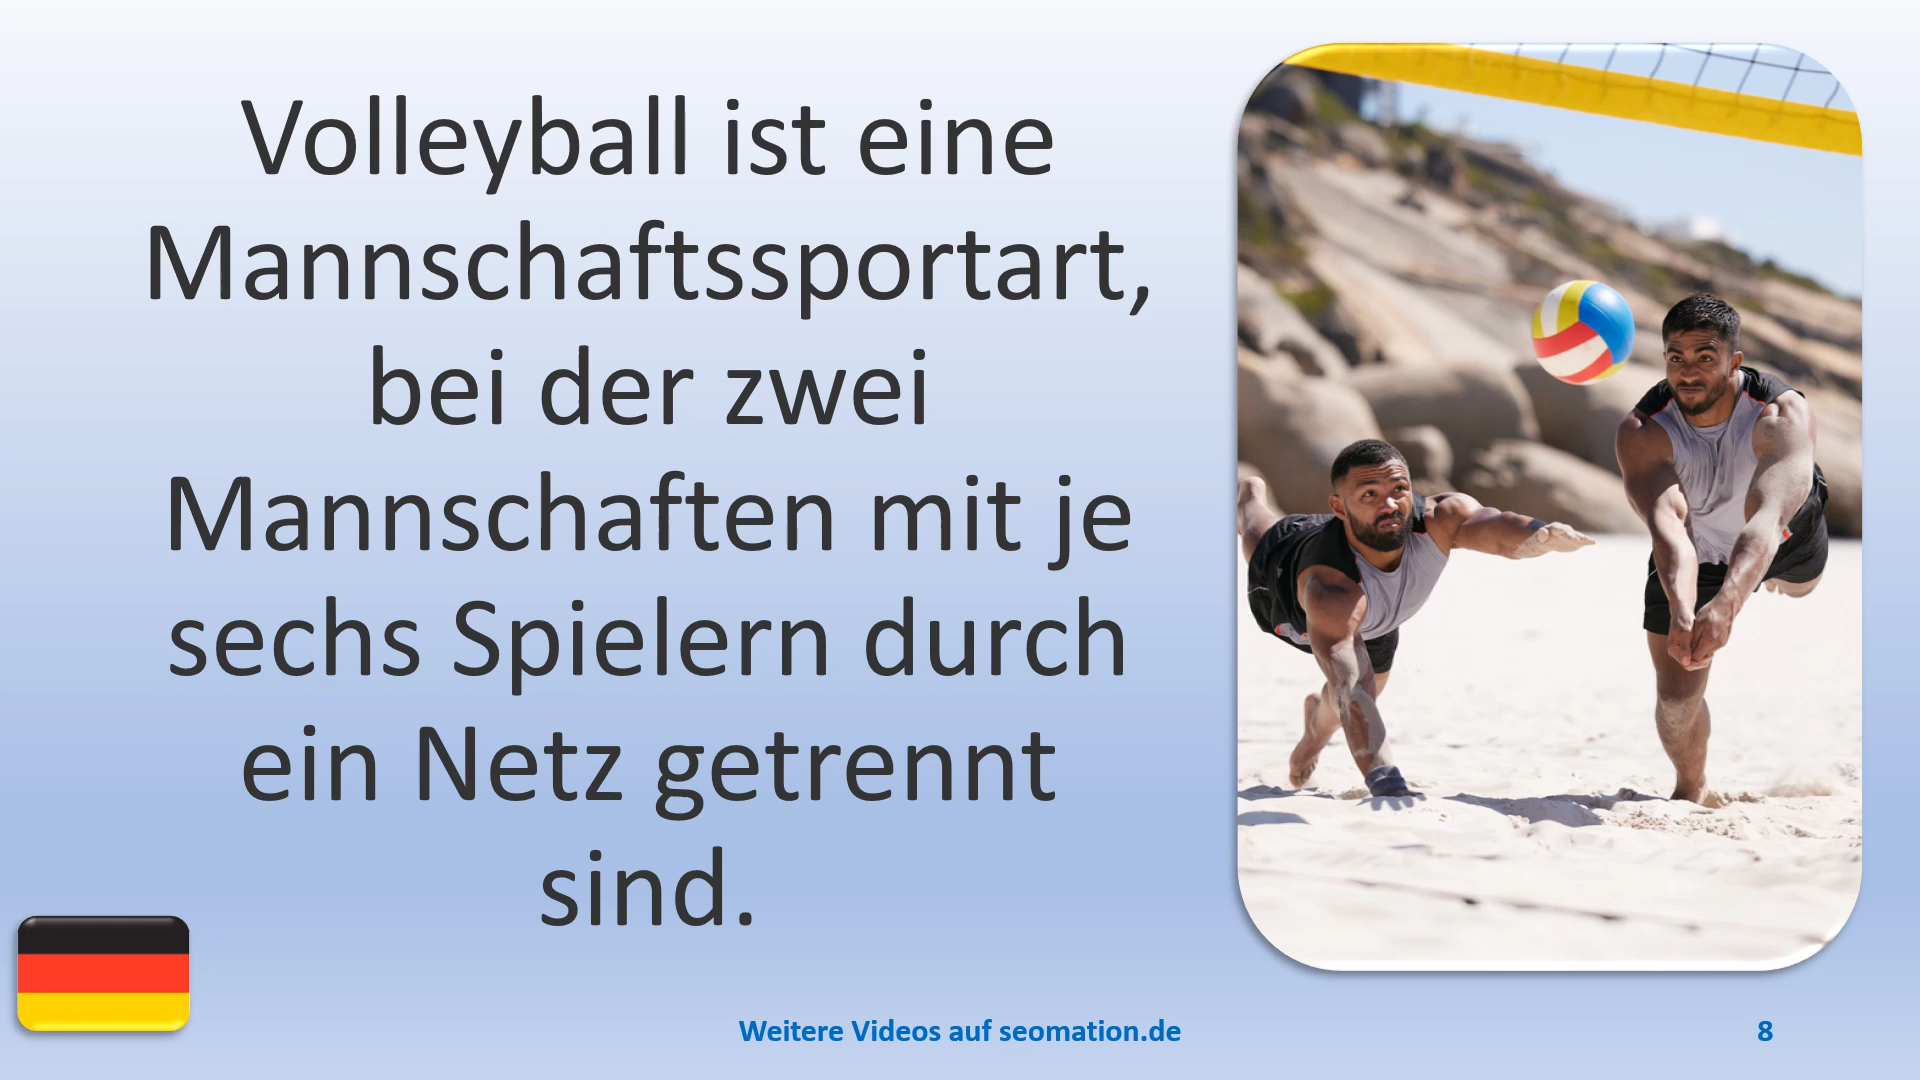 Volleyball ist eine
Mannschaftssportart,
bei der zwei
Mannschaften mit je
sechs Spielern durch
ein Netz getrennt
sind.
Weitere Videos auf seomation.de
8